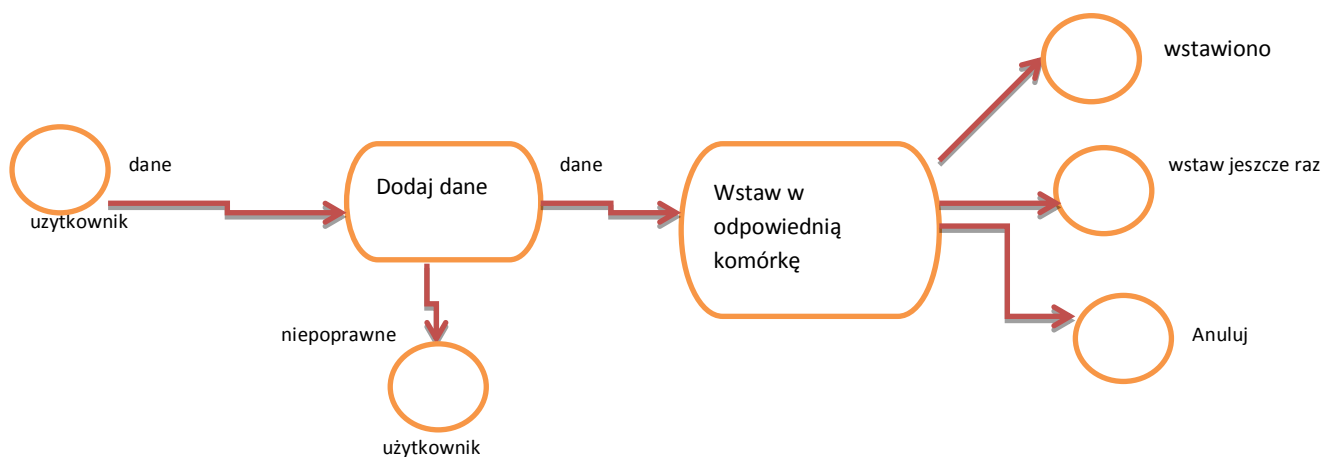 wstawiono
dane
Dodaj dane
dane
Wstaw w
odpowiednią
komórkę
wstaw jeszcze raz
uzytkownik
niepoprawne
Anuluj
użytkownik